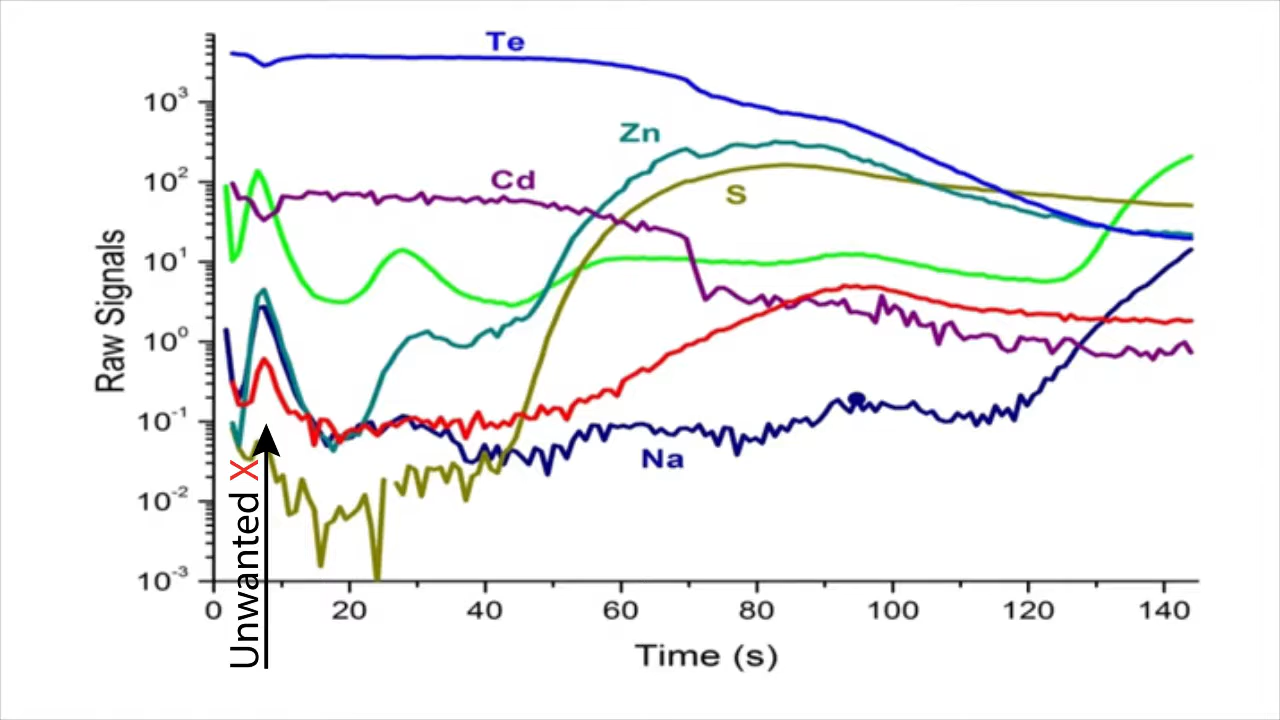 Te
Zn
Cd
S
Na
Unwanted X
Raw Signals
10³
10²
10¹
10⁰
10⁻¹
10⁻²
10⁻³
0 20 40 60 80 100 120 140
Time (s)